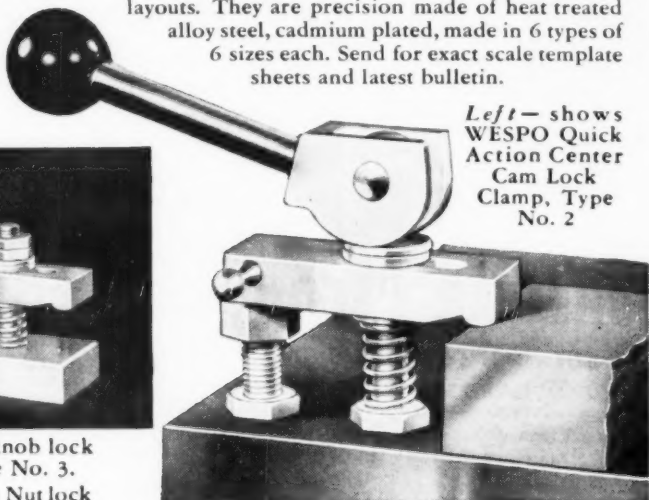 layouts. They are precision made of heat treated
alloy steel, cadmium plated, made in 6 types of
6 sizes each. Send for exact scale template
sheets and latest bulletin.
Left— shows
WESPO Quick
Action Center
Cam Lock
Clamp, Type
No. 2
nob lock
No. 3.
Nut lock